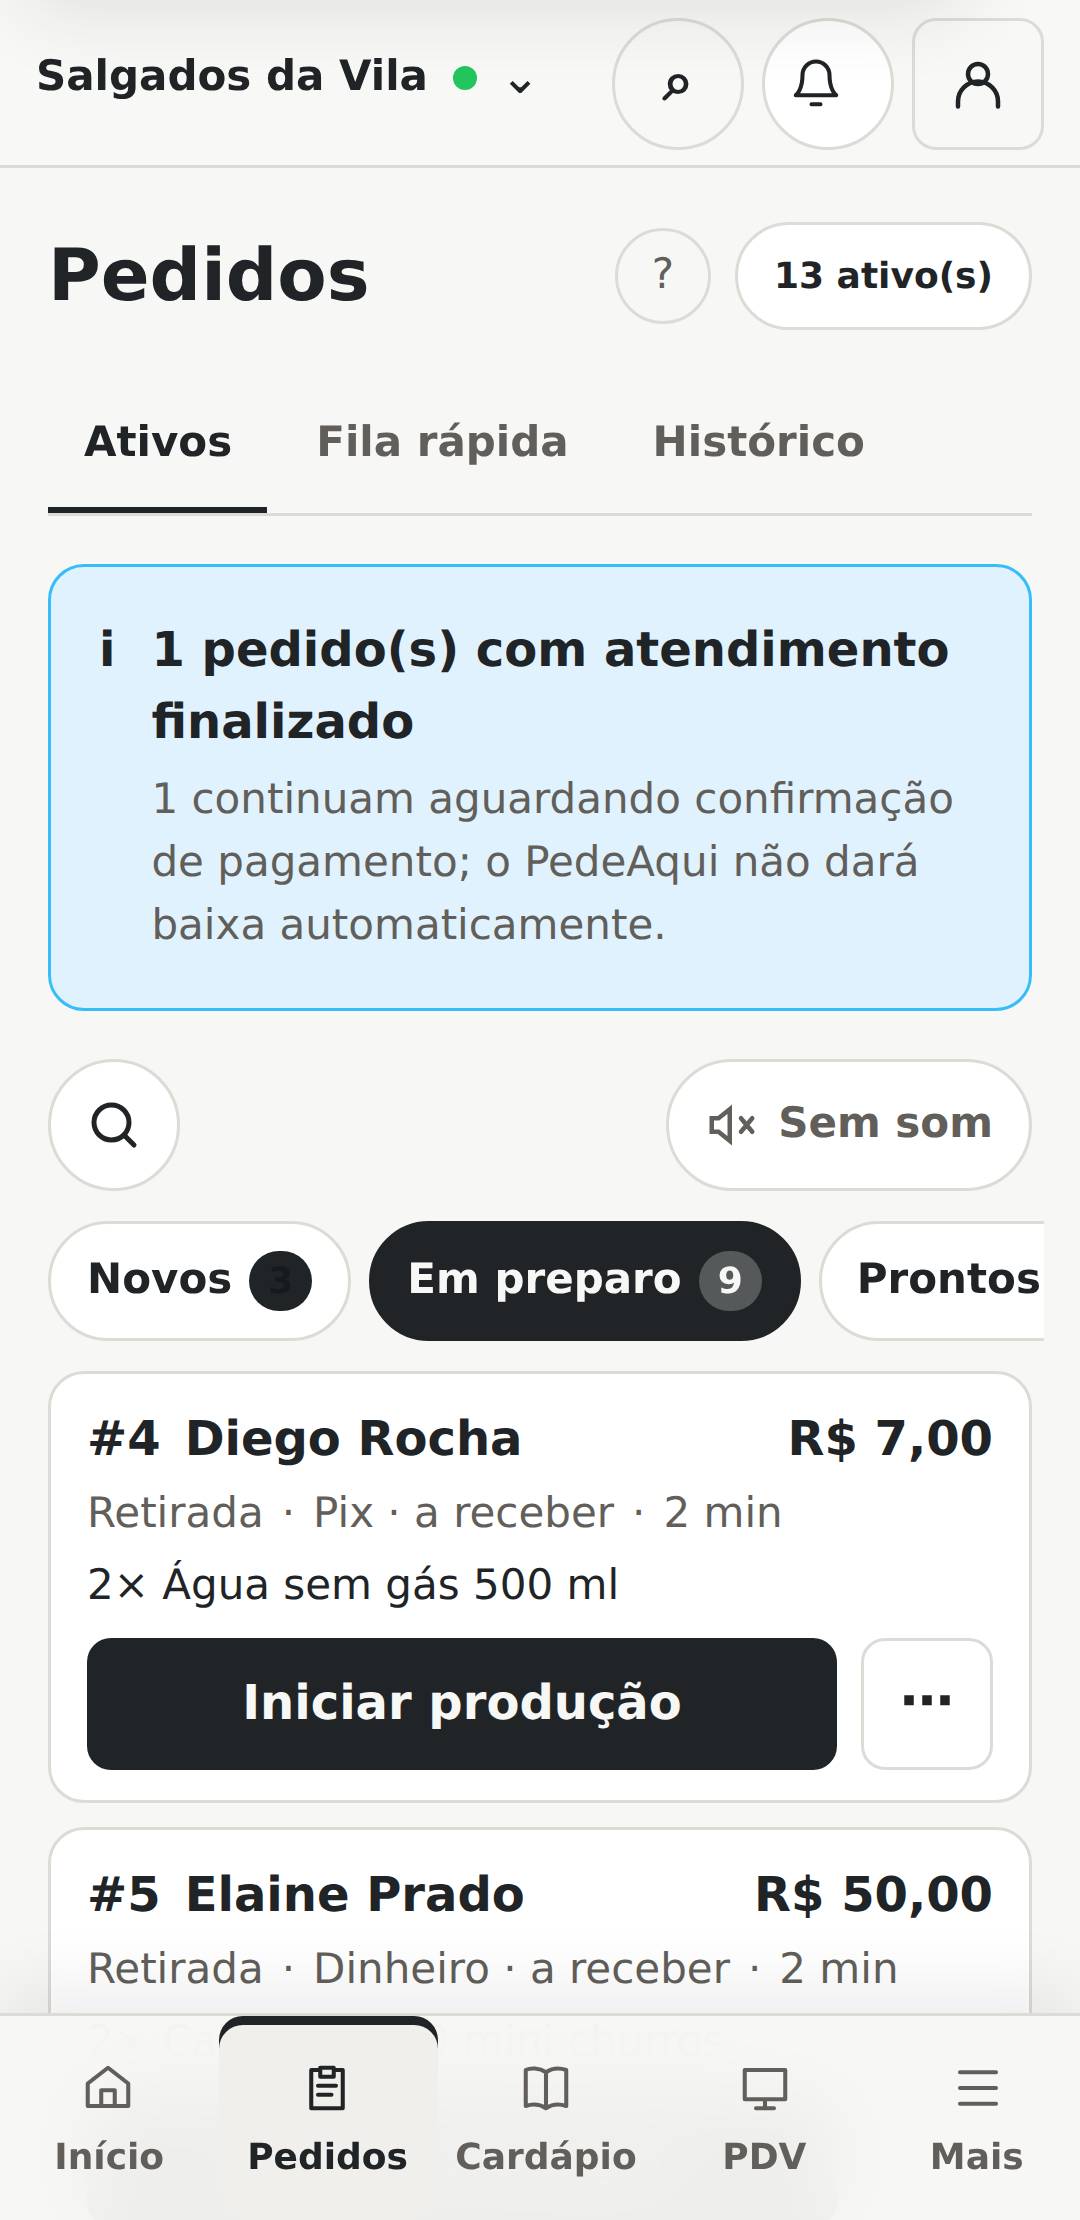 Salgados da Vila
Pedidos
?
13 ativo(s)
Ativos
Fila rápida
Histórico
i
1 pedido(s) com atendimento
finalizado
1 continuam aguardando confirmação
de pagamento; o PedeAqui não dará
baixa automaticamente.
Sem som
Novos 3
Em preparo 9
Prontos
#4 Diego Rocha R$ 7,00
Retirada · Pix · a receber · 2 min
2× Água sem gás 500 ml
Iniciar produção
...
#5 Elaine Prado R$ 50,00
Retirada · Dinheiro · a receber · 2 min
mini churros
Início
Pedidos
Cardápio
PDV
Mais